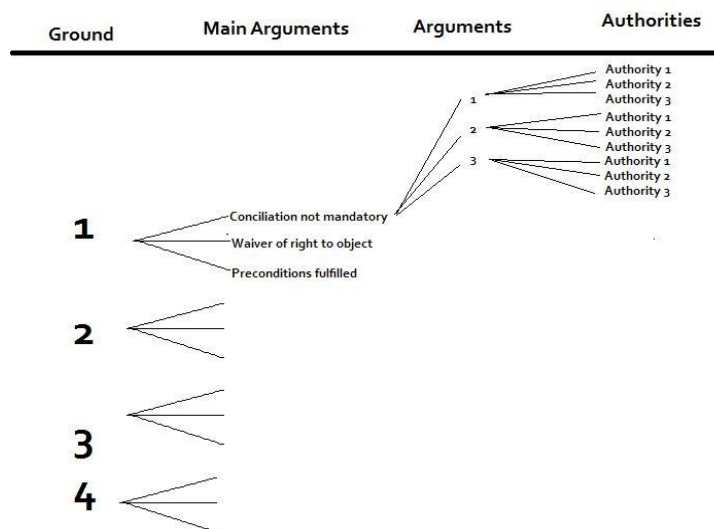 Ground
Main Arguments
Arguments
Authorities
1
Authority 1
Authority 2
Authority 3
2
Authority 1
Authority 2
Authority 3
3
Authority 1
Authority 2
Authority 3
1
Conciliation not mandatory
Waiver of right to object
Preconditions fulfilled
2
3
4